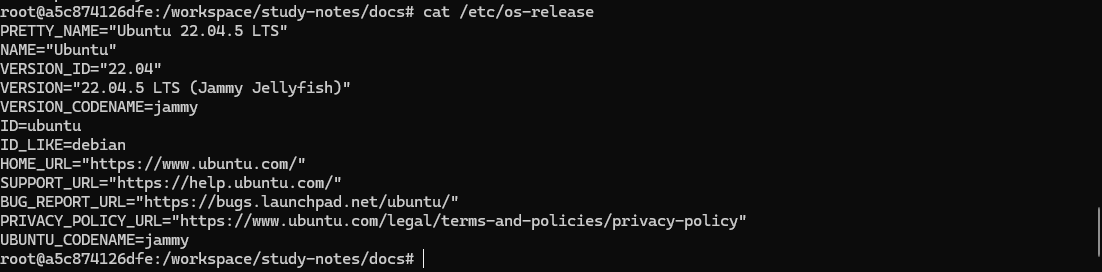 root@a5c874126dfe:/workspace/study-notes/docs# cat /etc/os-release
PRETTY_NAME="Ubuntu 22.04.5 LTS"
NAME="Ubuntu"
VERSION_ID="22.04"
VERSION="22.04.5 LTS (Jammy Jellyfish)"
VERSION_CODENAME=jammy
ID=ubuntu
ID_LIKE=debian
HOME_URL="https://www.ubuntu.com/"
SUPPORT_URL="https://help.ubuntu.com/"
BUG_REPORT_URL="https://bugs.launchpad.net/ubuntu/"
PRIVACY_POLICY_URL="https://www.ubuntu.com/legal/terms-and-policies/privacy-policy"
UBUNTU_CODENAME=jammy
root@a5c874126dfe:/workspace/study-notes/docs#